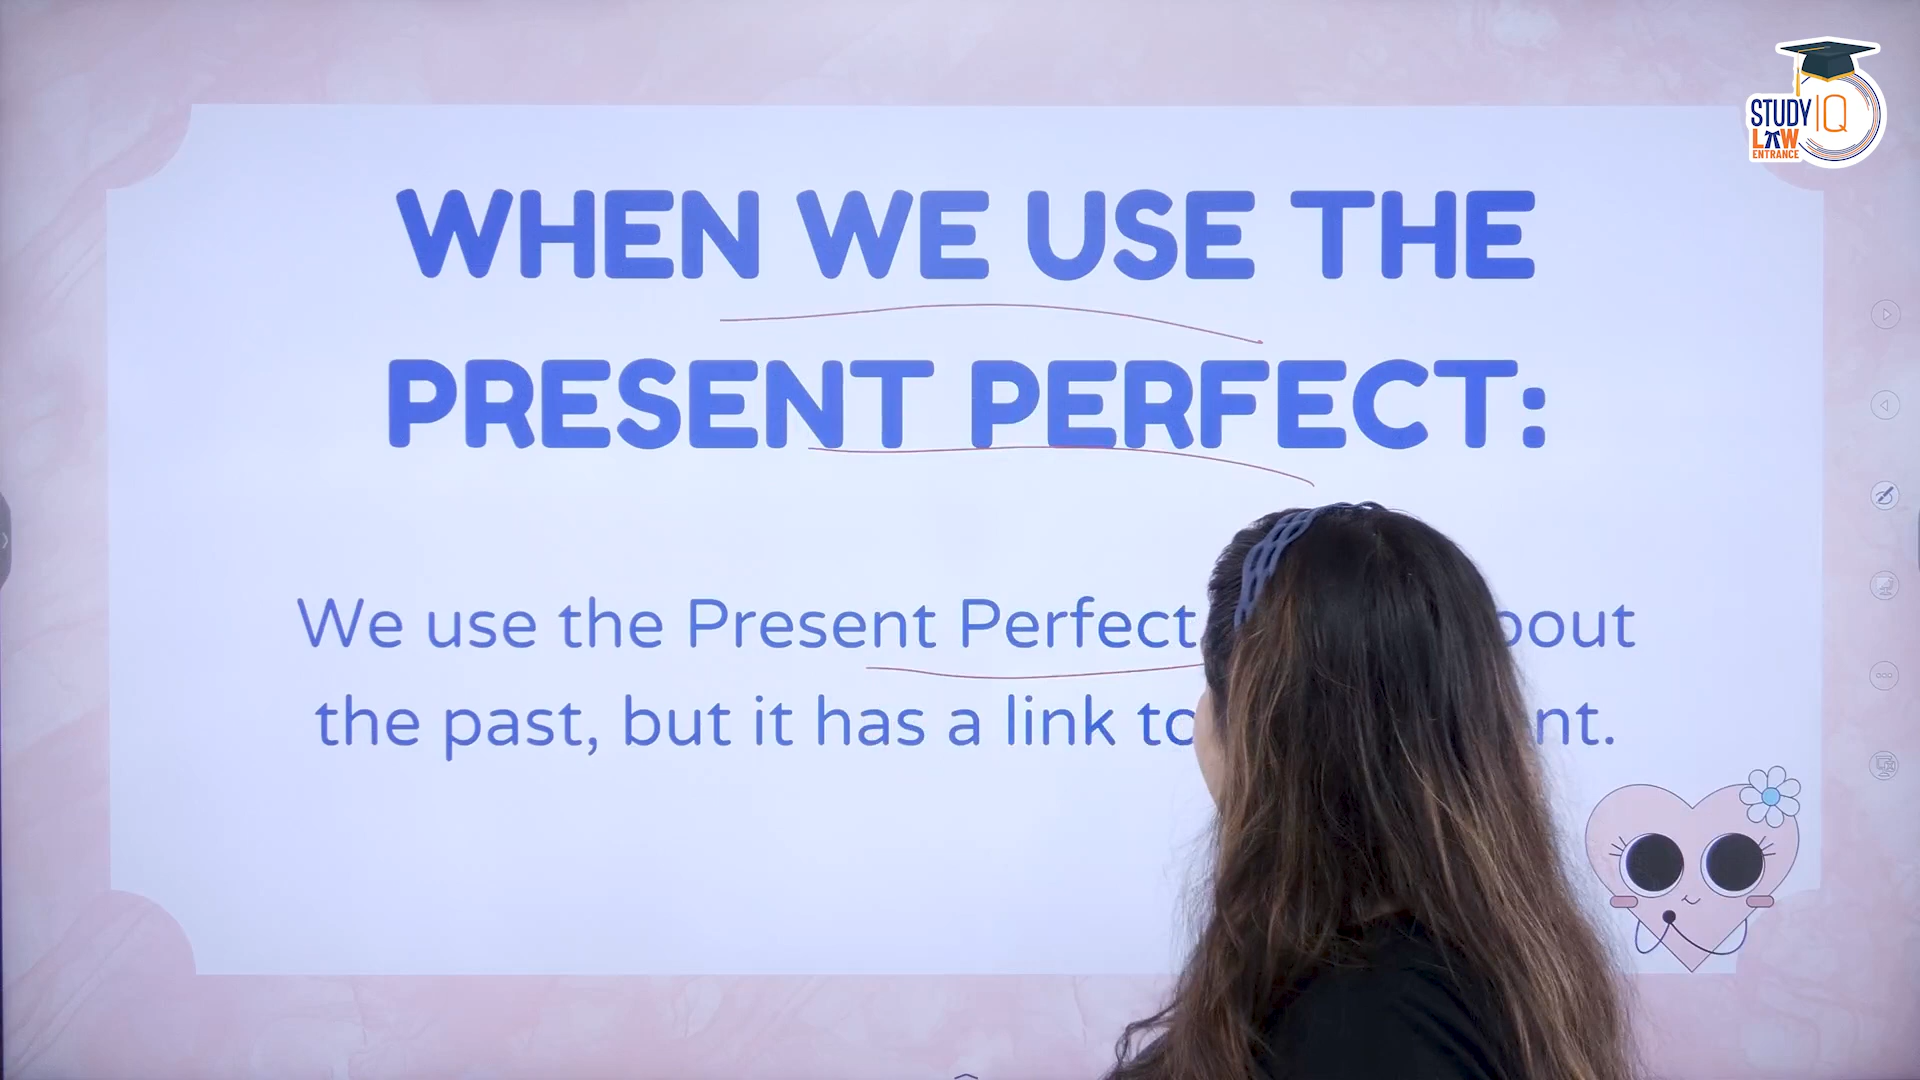 STUDY IQ
LAW
ENTRANCE
WHEN WE USE THE
PRESENT PERFECT:
We use the Present Perfect
the past, but it has a link to